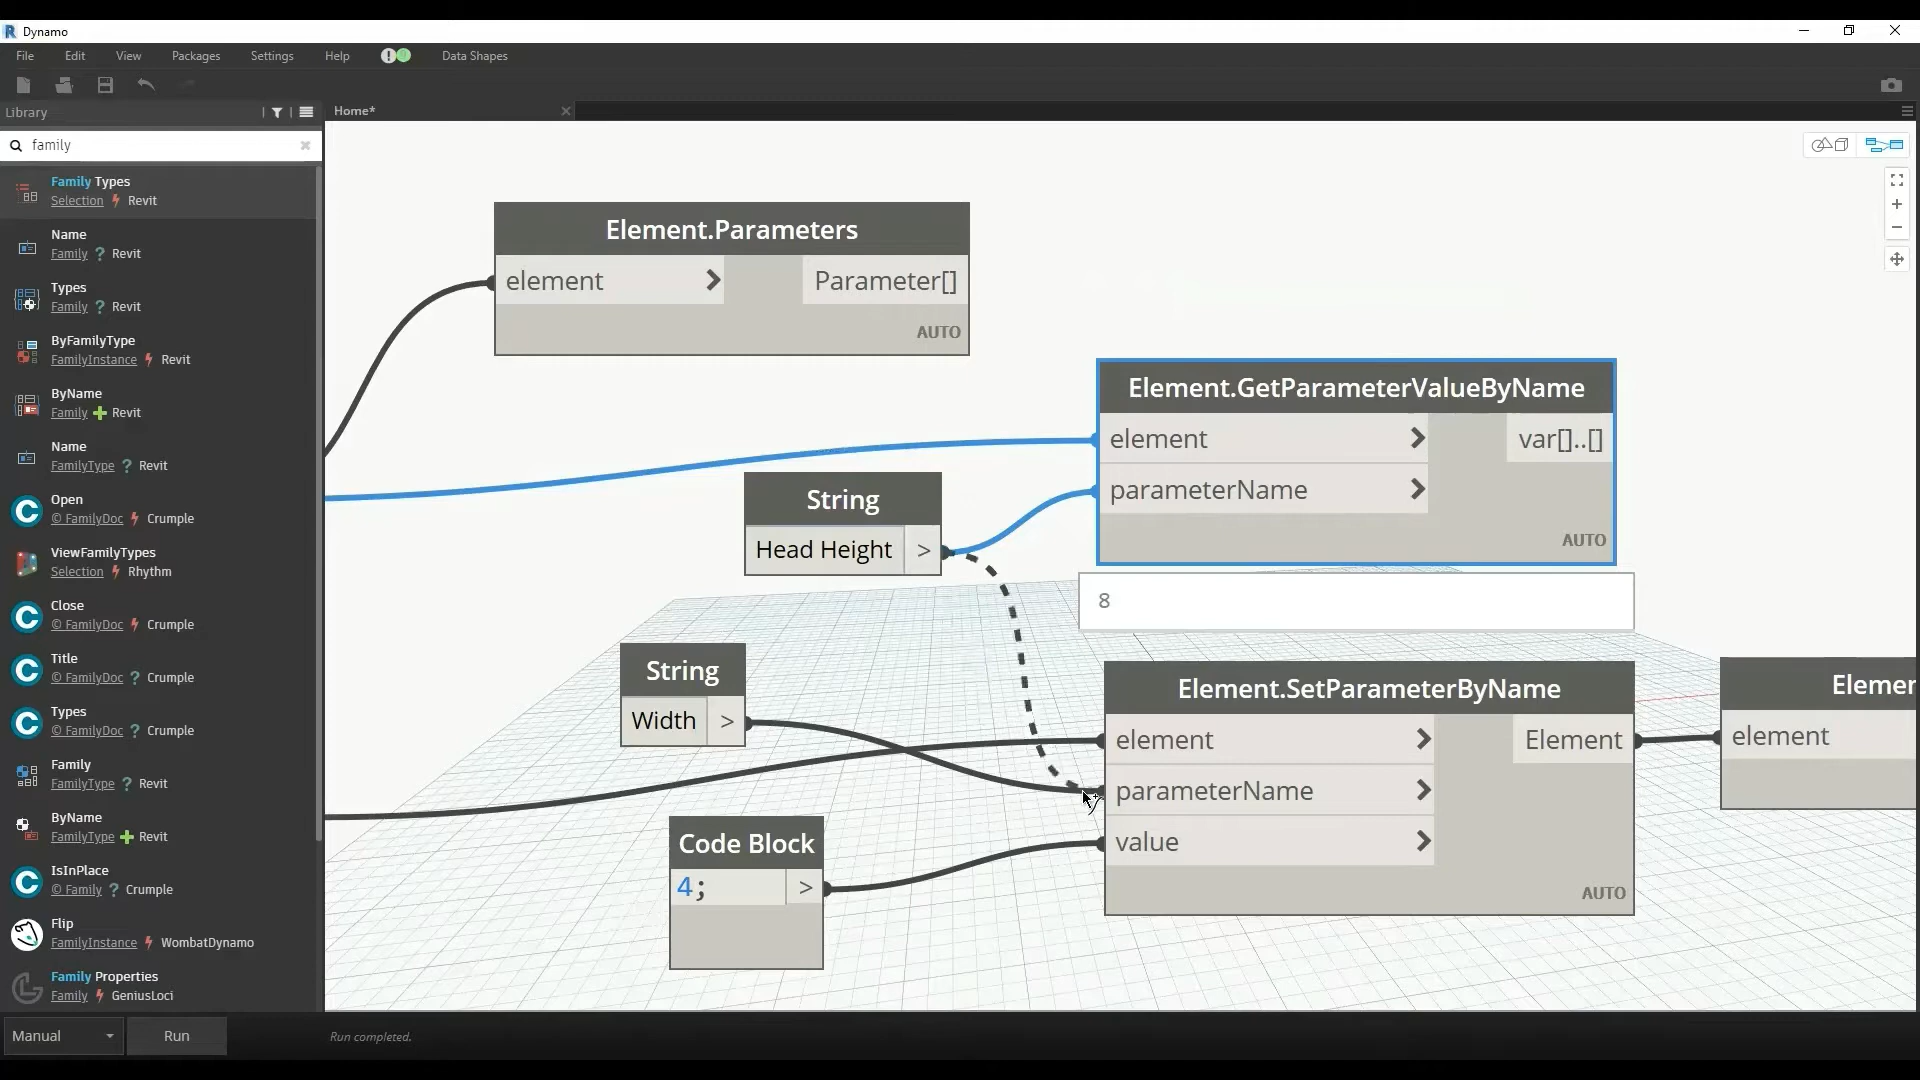 Dynamo
File Edit View Packages Settings Help Data Shapes
Library
Home*
family
Family Types
Selection Revit
Name
Family ? Revit
Types
Family ? Revit
ByFamilyType
FamilyInstance Revit
ByName
Family Revit
Name
FamilyType ? Revit
Open
© FamilyDoc Crumple
ViewFamilyTypes
Selection Rhythm
Close
© FamilyDoc Crumple
Title
© FamilyDoc ? Crumple
Types
© FamilyDoc ? Crumple
Family
FamilyType ? Revit
ByName
FamilyType Revit
IsInPlace
© Family ? Crumple
Flip
FamilyInstance WombatDynamo
Family Properties
Family GeniusLoci
Element.Parameters
element Parameter[]
AUTO
Element.GetParameterValueByName
element var[]..[]
parameterName
AUTO
8
String
Head Height >
String
Width >
Code Block
4; >
Element.SetParameterByName
element Element
parameterName
value
AUTO
Elemen
element
Manual Run Run completed.